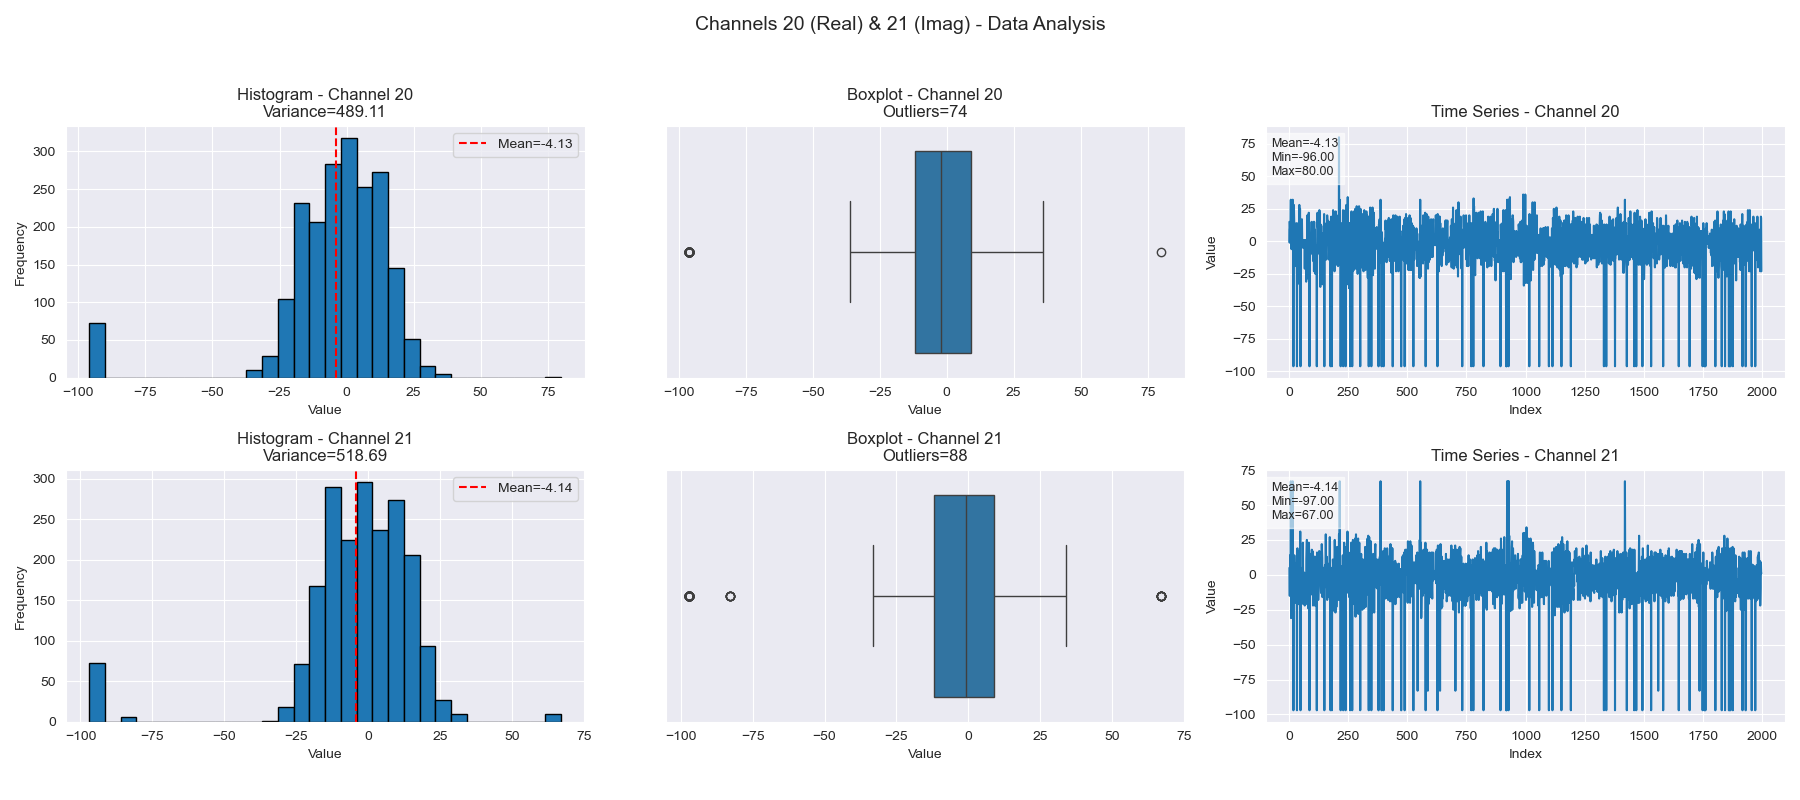 Channels 20 (Real) & 21 (Imag) - Data Analysis
Histogram - Channel 20
Variance=489.11
Mean=-4.13
Frequency
300
250
200
150
100
50
0
−100 −75 −50 −25 0 25 50 75
Value
Boxplot - Channel 20
Outliers=74
−100 −75 −50 −25 0 25 50 75
Value
Time Series - Channel 20
Mean=-4.13
Min=-96.00
Max=80.00
Value
75
50
25
0
−25
−50
−75
−100
0 250 500 750 1000 1250 1500 1750 2000
Index
Histogram - Channel 21
Variance=518.69
Mean=-4.14
Frequency
300
250
200
150
100
50
0
−100 −75 −50 −25 0 25 50 75
Value
Boxplot - Channel 21
Outliers=88
−100 −75 −50 −25 0 25 50 75
Value
Time Series - Channel 21
Mean=-4.14
Min=-97.00
Max=67.00
Value
75
50
25
0
−25
−50
−75
−100
0 250 500 750 1000 1250 1500 1750 2000
Index